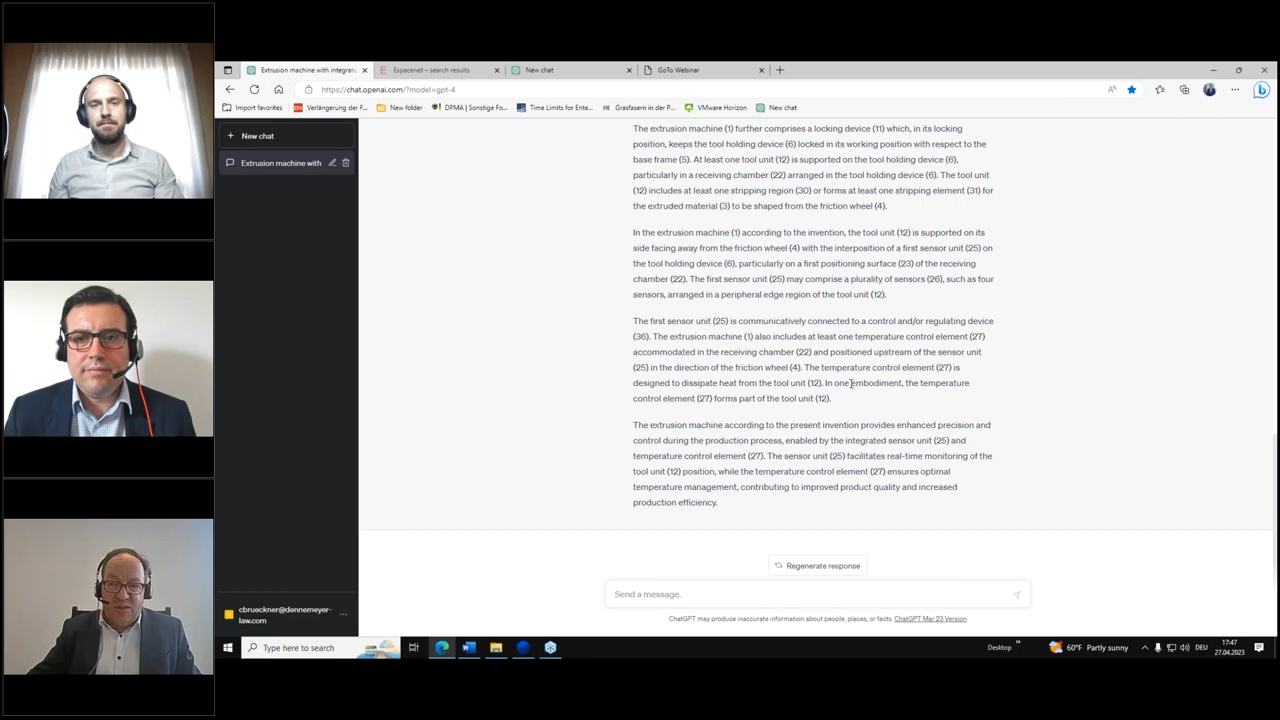 Extrusion machine with integrate
Espacenet – search results
New chat
GoTo Webinar
https://chat.openai.com/?model=gpt-4
Import favorites
Verlängerung der F...
New folder
DPMA | Sonstige Fo...
Time Limits for Ente...
Grasfasern in der P...
VMware Horizon
New chat
New chat
Extrusion machine with
The extrusion machine (1) further comprises a locking device (11) which, in its locking
position, keeps the tool holding device (6) locked in its working position with respect to the
base frame (5). At least one tool unit (12) is supported on the tool holding device (6),
particularly in a receiving chamber (22) arranged in the tool holding device (6). The tool unit
(12) includes at least one stripping region (30) or forms at least one stripping element (31) for
the extruded material (3) to be shaped from the friction wheel (4).
In the extrusion machine (1) according to the invention, the tool unit (12) is supported on its
side facing away from the friction wheel (4) with the interposition of a first sensor unit (25) on
the tool holding device (6), particularly on a first positioning surface (23) of the receiving
chamber (22). The first sensor unit (25) may comprise a plurality of sensors (26), such as four
sensors, arranged in a peripheral edge region of the tool unit (12).
The first sensor unit (25) is communicatively connected to a control and/or regulating device
(36). The extrusion machine (1) also includes at least one temperature control element (27)
accommodated in the receiving chamber (22) and positioned upstream of the sensor unit
(25) in the direction of the friction wheel (4). The temperature control element (27) is
designed to dissipate heat from the tool unit (12). In one embodiment, the temperature
control element (27) forms part of the tool unit (12).
The extrusion machine according to the present invention provides enhanced precision and
control during the production process, enabled by the integrated sensor unit (25) and
temperature control element (27). The sensor unit (25) facilitates real-time monitoring of the
tool unit (12) position, while the temperature control element (27) ensures optimal
temperature management, contributing to improved product quality and increased
production efficiency.
Regenerate response
Send a message.
ChatGPT may produce inaccurate information about people, places, or facts. ChatGPT Mar 23 Version
cbrueckner@dennemeyer-
law.com
Type here to search
Desktop
60°F Partly sunny
DEU
17:47
27.04.2023